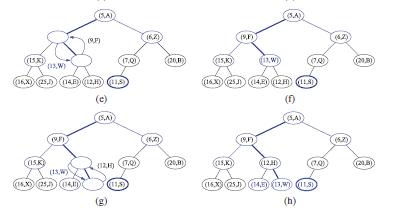 (5,A) (5,A)
(9,F) (6,Z) (9,F) (6,Z)
(15,K) (13,W) (7,Q) (20,B) (15,K) (13,W) (7,Q) (20,B)
(16,X) (25,J) (14,E) (12,H) (11,S) (16,X) (25,J) (14,E) (12,H) (11,S)
(e) (f)
(5,A) (5,A)
(9,F) (6,Z) (9,F) (6,Z)
(15,K) (13,W) (12,H) (7,Q) (20,B) (15,K) (12,H) (7,Q) (20,B)
(16,X) (25,J) (14,E) (11,S) (16,X) (25,J) (14,E) (13,W) (11,S)
(g) (h)